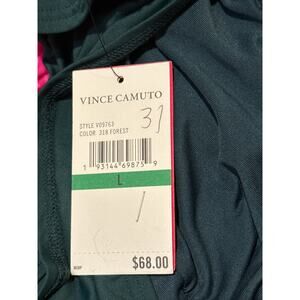 VINCE CAMUTO
STYLE V09763
COLOR: 318 FOREST
31
1 93144 69875 9
L
$68.00